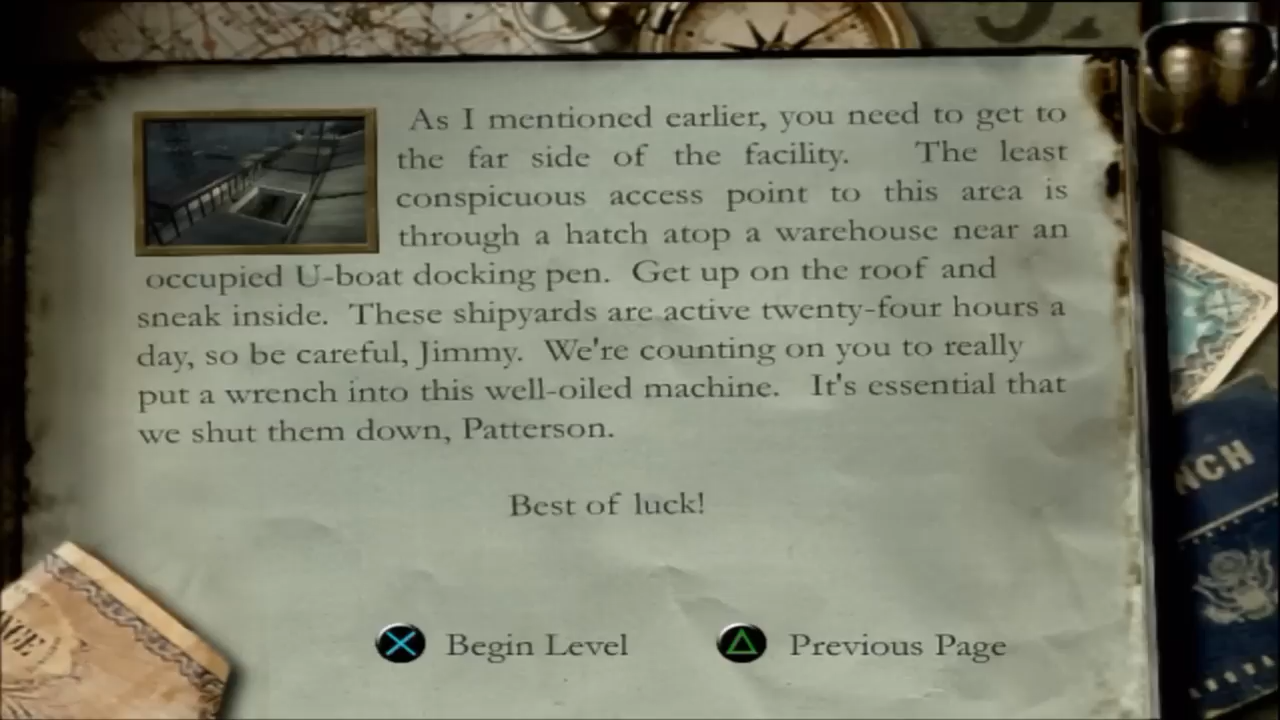 As I mentioned earlier, you need to get to
the far side of the facility. The least
conspicuous access point to this area is
through a hatch atop a warehouse near an
occupied U-boat docking pen. Get up on the roof and
sneak inside. These shipyards are active twenty-four hours a
day, so be careful, Jimmy. We're counting on you to really
put a wrench into this well-oiled machine. It's essential that
we shut them down, Patterson.
Best of luck!
Begin Level
Previous Page
NCH